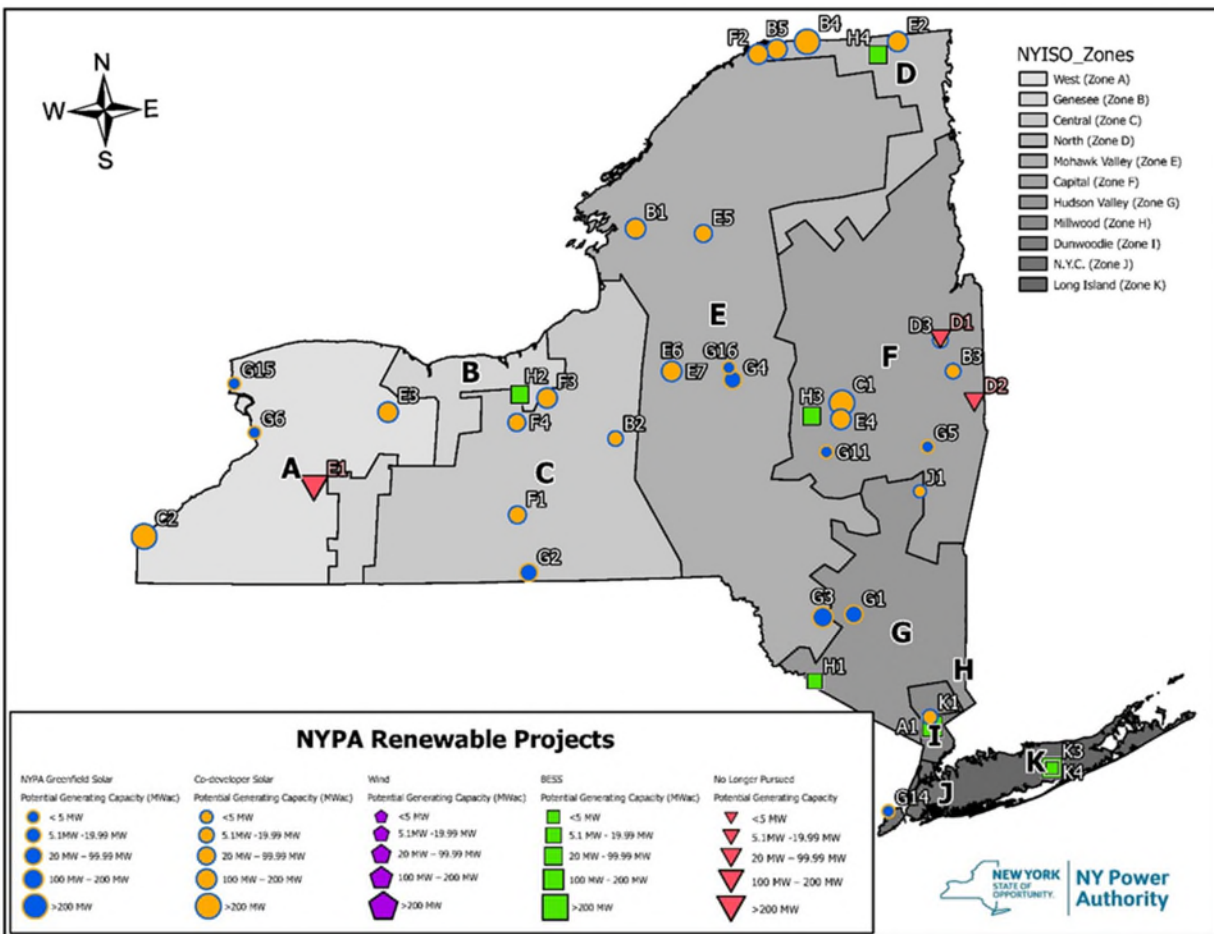 N
W E
S
F2 B5 B4 H4 E2
D
NYISO_Zones
West (Zone A)
Genesee (Zone B)
Central (Zone C)
North (Zone D)
Mohawk Valley (Zone E)
Capital (Zone F)
Hudson Valley (Zone G)
Millwood (Zone H)
Dunwoodie (Zone I)
N.Y.C. (Zone J)
Long Island (Zone K)
B1 E5
E
D3 D1
F
G15 B E6 G16 B3
H2 F3 E7 G4
E3 C1 D2
G6 F4 H3 E4
B2 G11 G5
A E1 C J1
F1
C2
G2
G3 G1
G
H1 H
K1
A1 I
K K3
K4
J
G14
NYPA Renewable Projects
NYPA Greenfield Solar
Potential Generating Capacity (MWac)
< 5 MW
5.1MW -19.99 MW
20 MW – 99.99 MW
100 MW – 200 MW
>200 MW
Co-developer Solar
Potential Generating Capacity (MWac)
<5 MW
5.1MW -19.99 MW
20 MW – 99.99 MW
100 MW – 200 MW
>200 MW
Wind
Potential Generating Capacity (MWac)
<5 MW
5.1MW -19.99 MW
20 MW – 99.99 MW
100 MW – 200 MW
>200 MW
BESS
Potential Generating Capacity (MWac)
<5 MW
5.1 MW - 19.99 MW
20 MW - 99.99 MW
100 MW - 200 MW
>200 MW
No Longer Pursued
Potential Generating Capacity
<5 MW
5.1MW -19.99 MW
20 MW – 99.99 MW
100 MW – 200 MW
>200 MW
NEW YORK
STATE OF
OPPORTUNITY.
NY Power
Authority